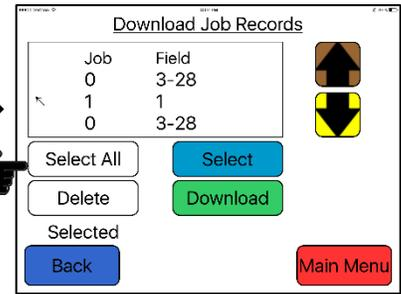 Download Job Records
Job Field
0 3-28
1 1
0 3-28
Select All Select
Delete Download
Selected
Back Main Menu